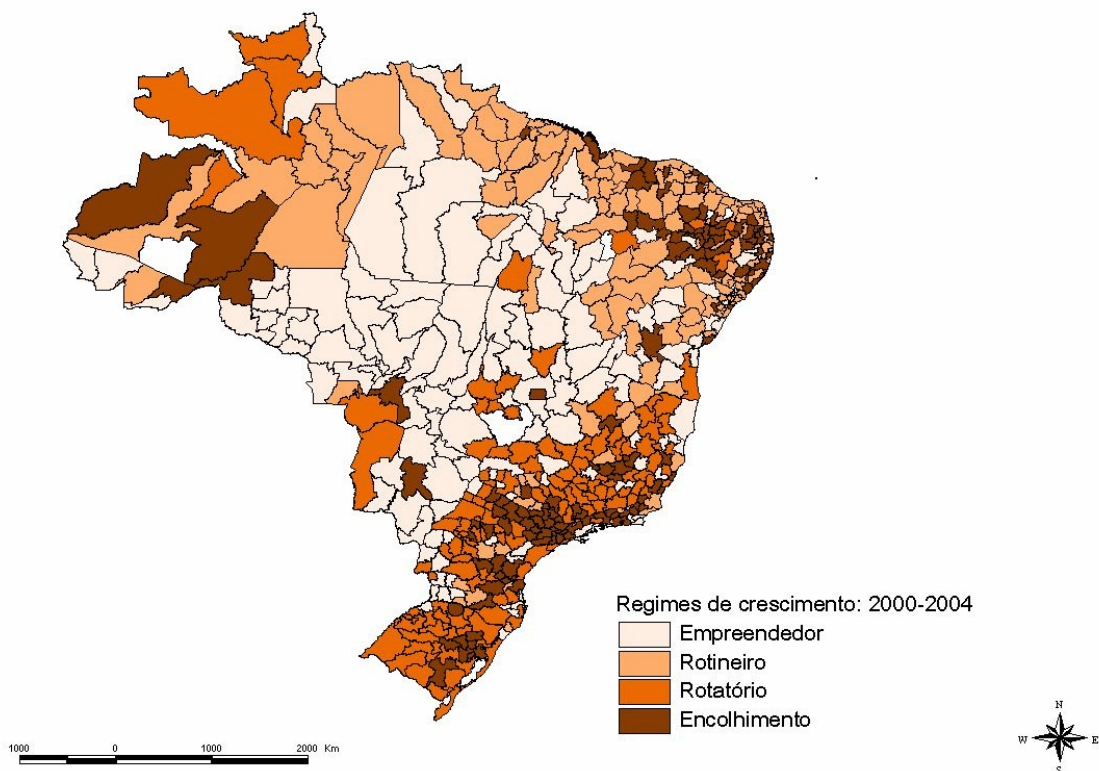 Regimes de crescimento: 2000-2004
Empreendedor
Rotineiro
Rotatório
Encolhimento
1000 0 1000 2000 Km
N
W E
S